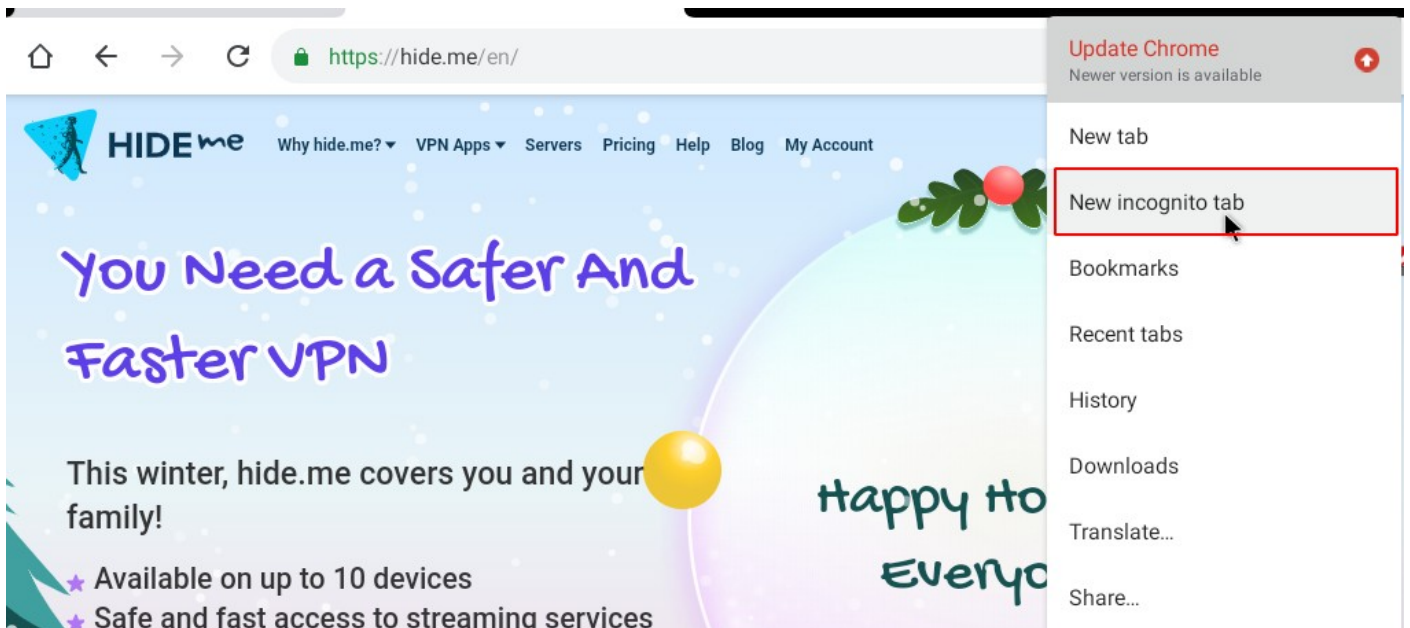 https://hide.me/en/
HIDE me
Why hide.me? VPN Apps Servers Pricing Help Blog My Account
You Need a Safer And
Faster VPN
This winter, hide.me covers you and your
family!
Available on up to 10 devices
Safe and fast access to streaming services
Happy Ho
Everyo
Update Chrome
Newer version is available
New tab
New incognito tab
Bookmarks
Recent tabs
History
Downloads
Translate...
Share...